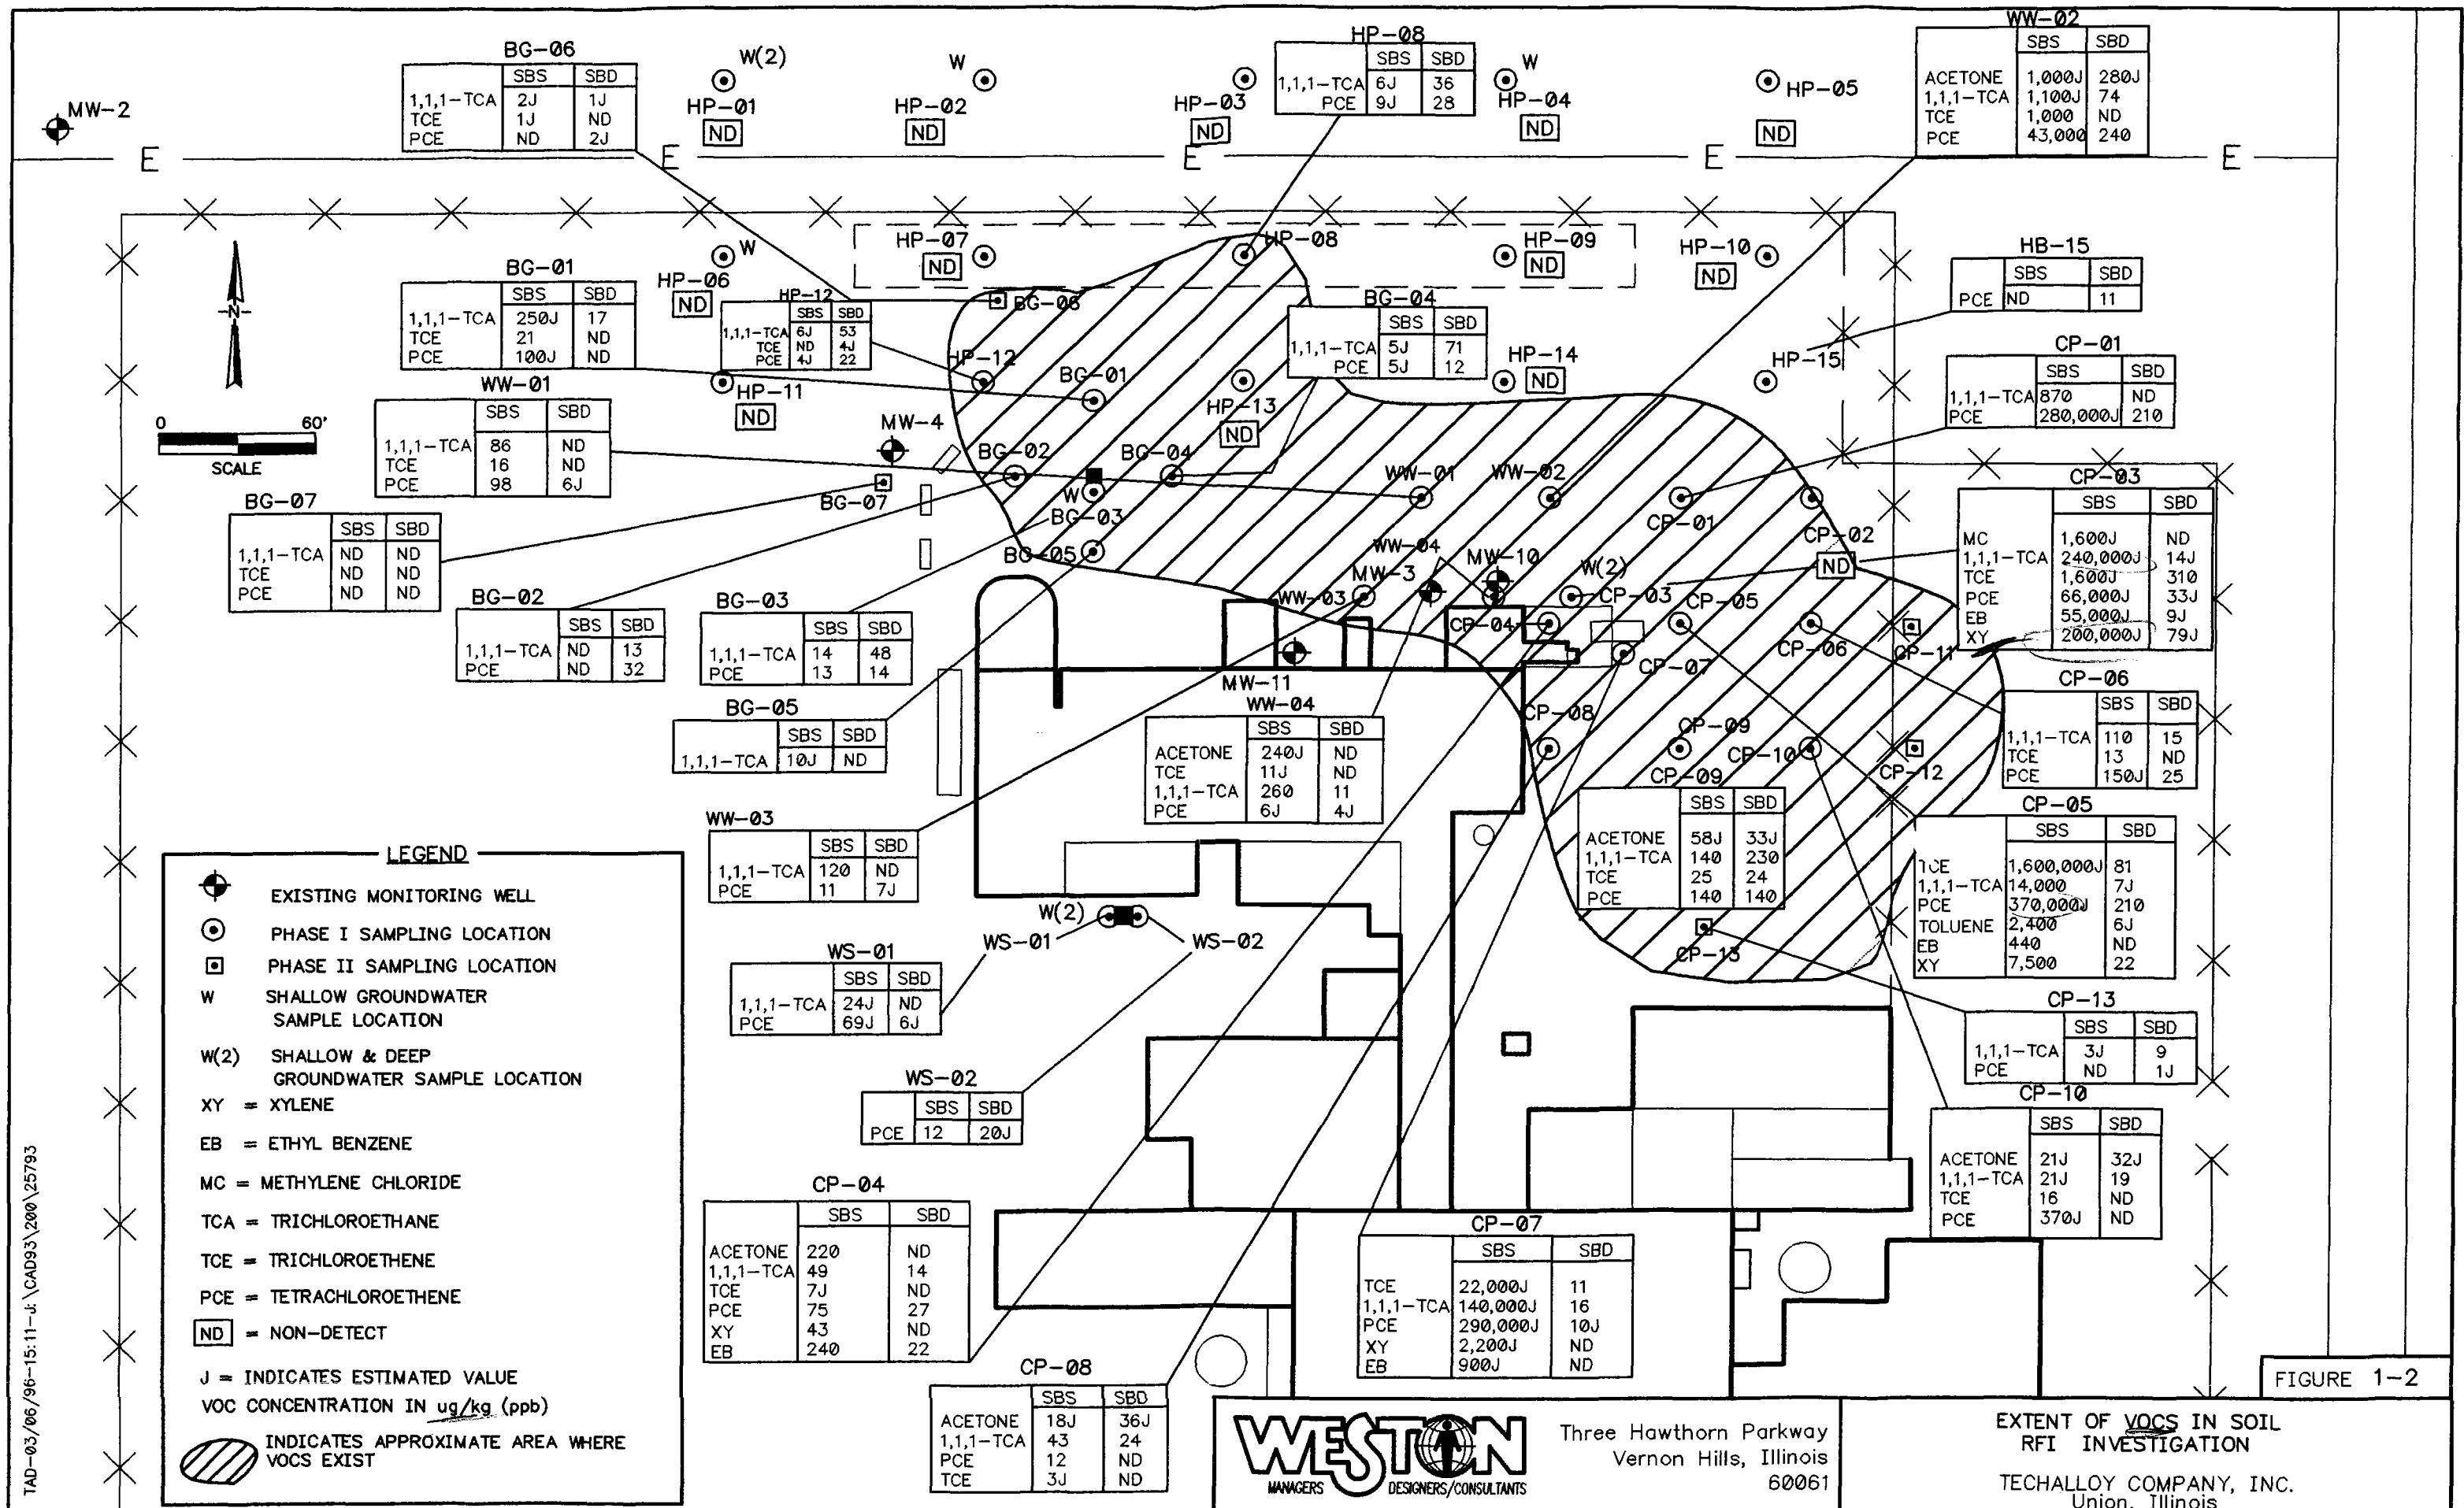 MW-2
BG-06
SBS SBD
1,1,1-TCA 2J 1J
TCE 1J ND
PCE ND 2J
W(2)
HP-01
ND
W
HP-02
ND
HP-03
ND
HP-08
SBS SBD
1,1,1-TCA 6J 36
PCE 9J 28
W
HP-04
ND
HP-05
ND
WW-02
SBS SBD
ACETONE 1,000J 280J
1,1,1-TCA 1,100J 74
TCE 1,000 ND
PCE 43,000 240
E E E E E
-N-
0 60'
SCALE
W
HP-06
ND
HP-07
ND
HP-08
HP-09
ND
HP-10
ND
HB-15
SBS SBD
PCE ND 11
BG-01
SBS SBD
1,1,1-TCA 250J 17
TCE 21 ND
PCE 100J ND
HP-12
SBS SBD
1,1,1-TCA 6J 53
TCE ND 4J
PCE 4J 22
BG-06
BG-04
SBS SBD
1,1,1-TCA 5J 71
PCE 5J 12
HP-12
BG-01
HP-11
ND
HP-13
ND
HP-14
ND
HP-15
CP-01
SBS SBD
1,1,1-TCA 870 ND
PCE 280,000J 210
WW-01
SBS SBD
1,1,1-TCA 86 ND
TCE 16 ND
PCE 98 6J
MW-4
BG-07
BG-02
W
BG-04
BG-03
BG-05
WW-01
WW-02
CP-01
CP-02
ND
CP-03
SBS SBD
MC 1,600J ND
1,1,1-TCA 240,000J 14J
TCE 1,600J 310
PCE 66,000J 33J
EB 55,000J 9J
XY 200,000J 79J
BG-07
SBS SBD
1,1,1-TCA ND ND
TCE ND ND
PCE ND ND
BG-02
SBS SBD
1,1,1-TCA ND 13
PCE ND 32
BG-03
SBS SBD
1,1,1-TCA 14 48
PCE 13 14
WW-04
MW-10
MW-3
WW-03
W(2)
CP-03
CP-04
CP-05
CP-06
CP-11
CP-07
MW-11
BG-05
SBS SBD
1,1,1-TCA 10J ND
WW-04
SBS SBD
ACETONE 240J ND
TCE 11J ND
1,1,1-TCA 260 11
PCE 6J 4J
CP-08
CP-09
CP-10
CP-12
CP-06
SBS SBD
1,1,1-TCA 110 15
TCE 13 ND
PCE 150J 25
WW-03
SBS SBD
1,1,1-TCA 120 ND
PCE 11 7J
CP-09
SBS SBD
ACETONE 58J 33J
1,1,1-TCA 140 230
TCE 25 24
PCE 140 140
CP-05
SBS SBD
TCE 1,600,000J 81
1,1,1-TCA 14,000 7J
PCE 370,000J 210
TOLUENE 2,400 6J
EB 440 ND
XY 7,500 22
W(2)
WS-01
WS-02
CP-13
WS-01
SBS SBD
1,1,1-TCA 24J ND
PCE 69J 6J
CP-13
SBS SBD
1,1,1-TCA 3J 9
PCE ND 1J
WS-02
SBS SBD
PCE 12 20J
CP-10
SBS SBD
ACETONE 21J 32J
1,1,1-TCA 21J 19
TCE 16 ND
PCE 370J ND
CP-04
SBS SBD
ACETONE 220 ND
1,1,1-TCA 49 14
TCE 7J ND
PCE 75 27
XY 43 ND
EB 240 22
CP-07
SBS SBD
TCE 22,000J 11
1,1,1-TCA 140,000J 16
PCE 290,000J 10J
XY 2,200J ND
EB 900J ND
CP-08
SBS SBD
ACETONE 18J 36J
1,1,1-TCA 43 24
PCE 12 ND
TCE 3J ND
LEGEND
EXISTING MONITORING WELL
PHASE I SAMPLING LOCATION
PHASE II SAMPLING LOCATION
W SHALLOW GROUNDWATER
SAMPLE LOCATION
W(2) SHALLOW & DEEP
GROUNDWATER SAMPLE LOCATION
XY = XYLENE
EB = ETHYL BENZENE
MC = METHYLENE CHLORIDE
TCA = TRICHLOROETHANE
TCE = TRICHLOROETHENE
PCE = TETRACHLOROETHENE
ND = NON-DETECT
J = INDICATES ESTIMATED VALUE
VOC CONCENTRATION IN ug/kg (ppb)
INDICATES APPROXIMATE AREA WHERE
VOCS EXIST
TAD-03/06/96-15:11-J:\CAD93\200\25793
WESTON
MANAGERS DESIGNERS/CONSULTANTS
Three Hawthorn Parkway
Vernon Hills, Illinois
60061
FIGURE 1-2
EXTENT OF VOCS IN SOIL
RFI INVESTIGATION
TECHALLOY COMPANY, INC.
Union, Illinois